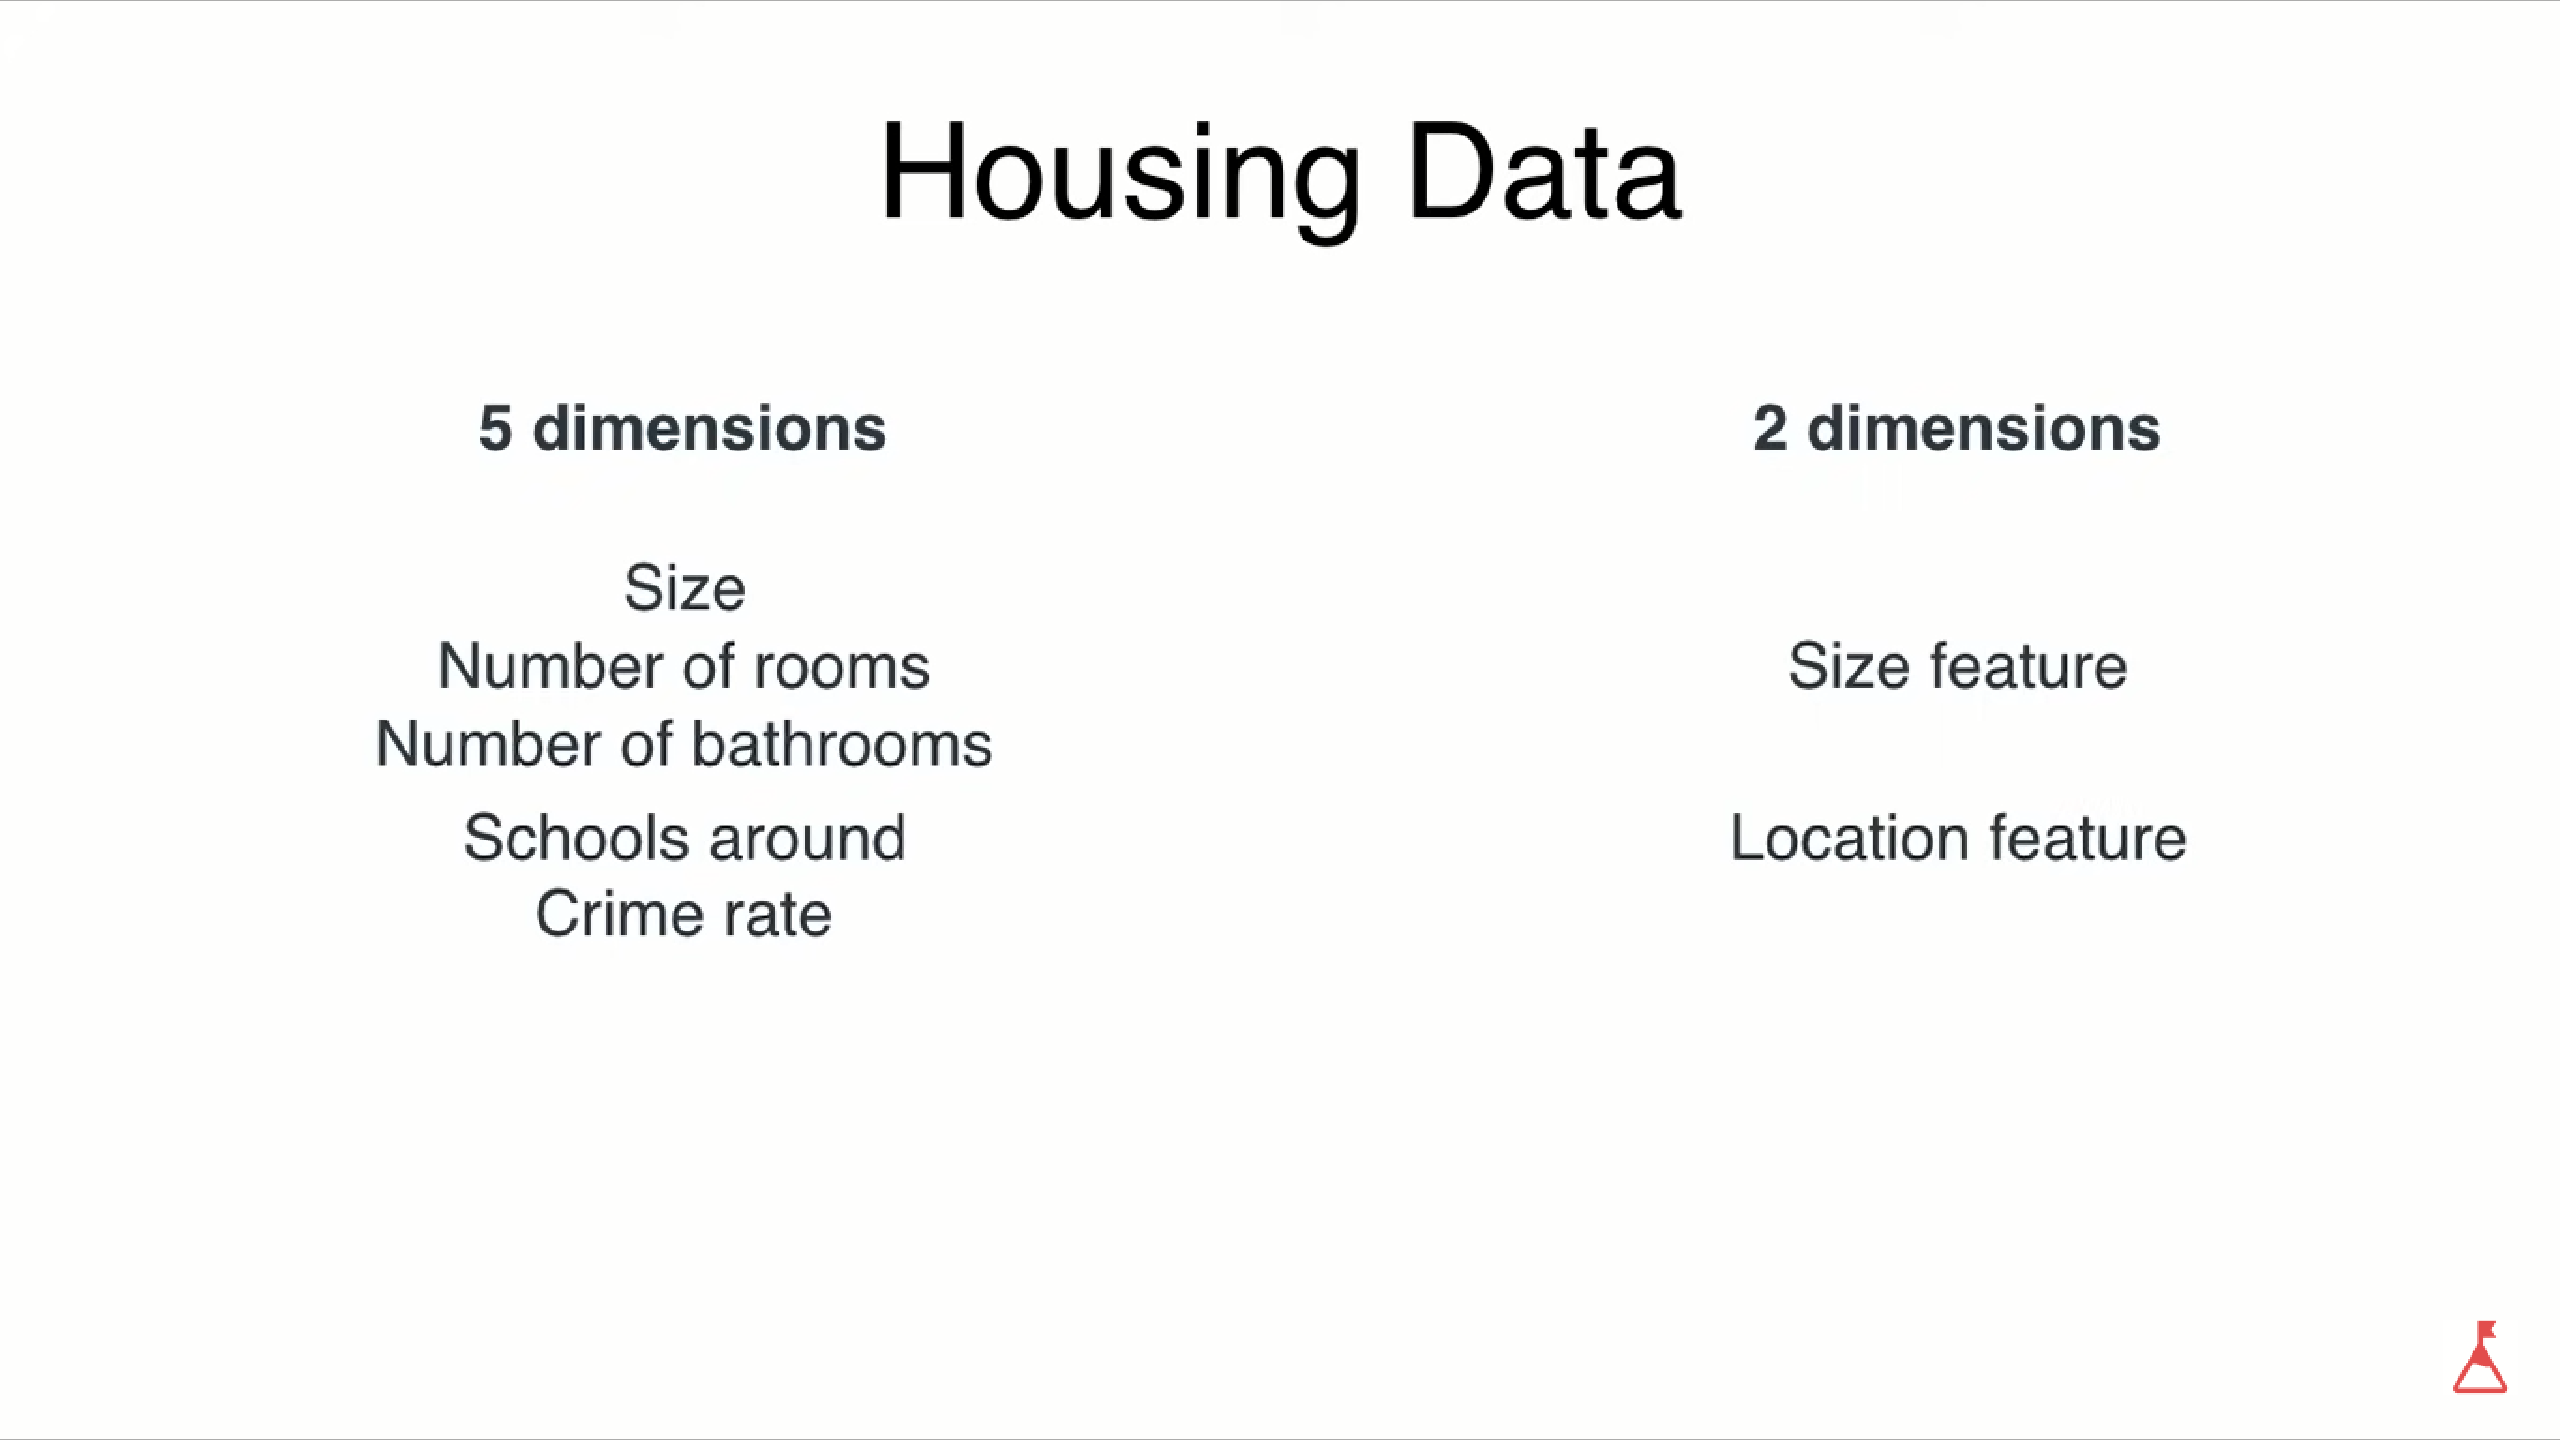 Housing Data
5 dimensions
Size
Number of rooms
Number of bathrooms
Schools around
Crime rate
2 dimensions
Size feature
Location feature